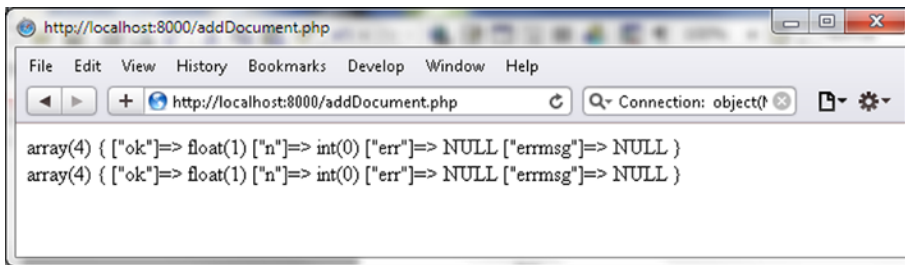 http://localhost:8000/addDocument.php
File Edit View History Bookmarks Develop Window Help
http://localhost:8000/addDocument.php
Connection: object(
array(4) { ["ok"]=> float(1) ["n"]=> int(0) ["err"]=> NULL ["errmsg"]=> NULL }
array(4) { ["ok"]=> float(1) ["n"]=> int(0) ["err"]=> NULL ["errmsg"]=> NULL }